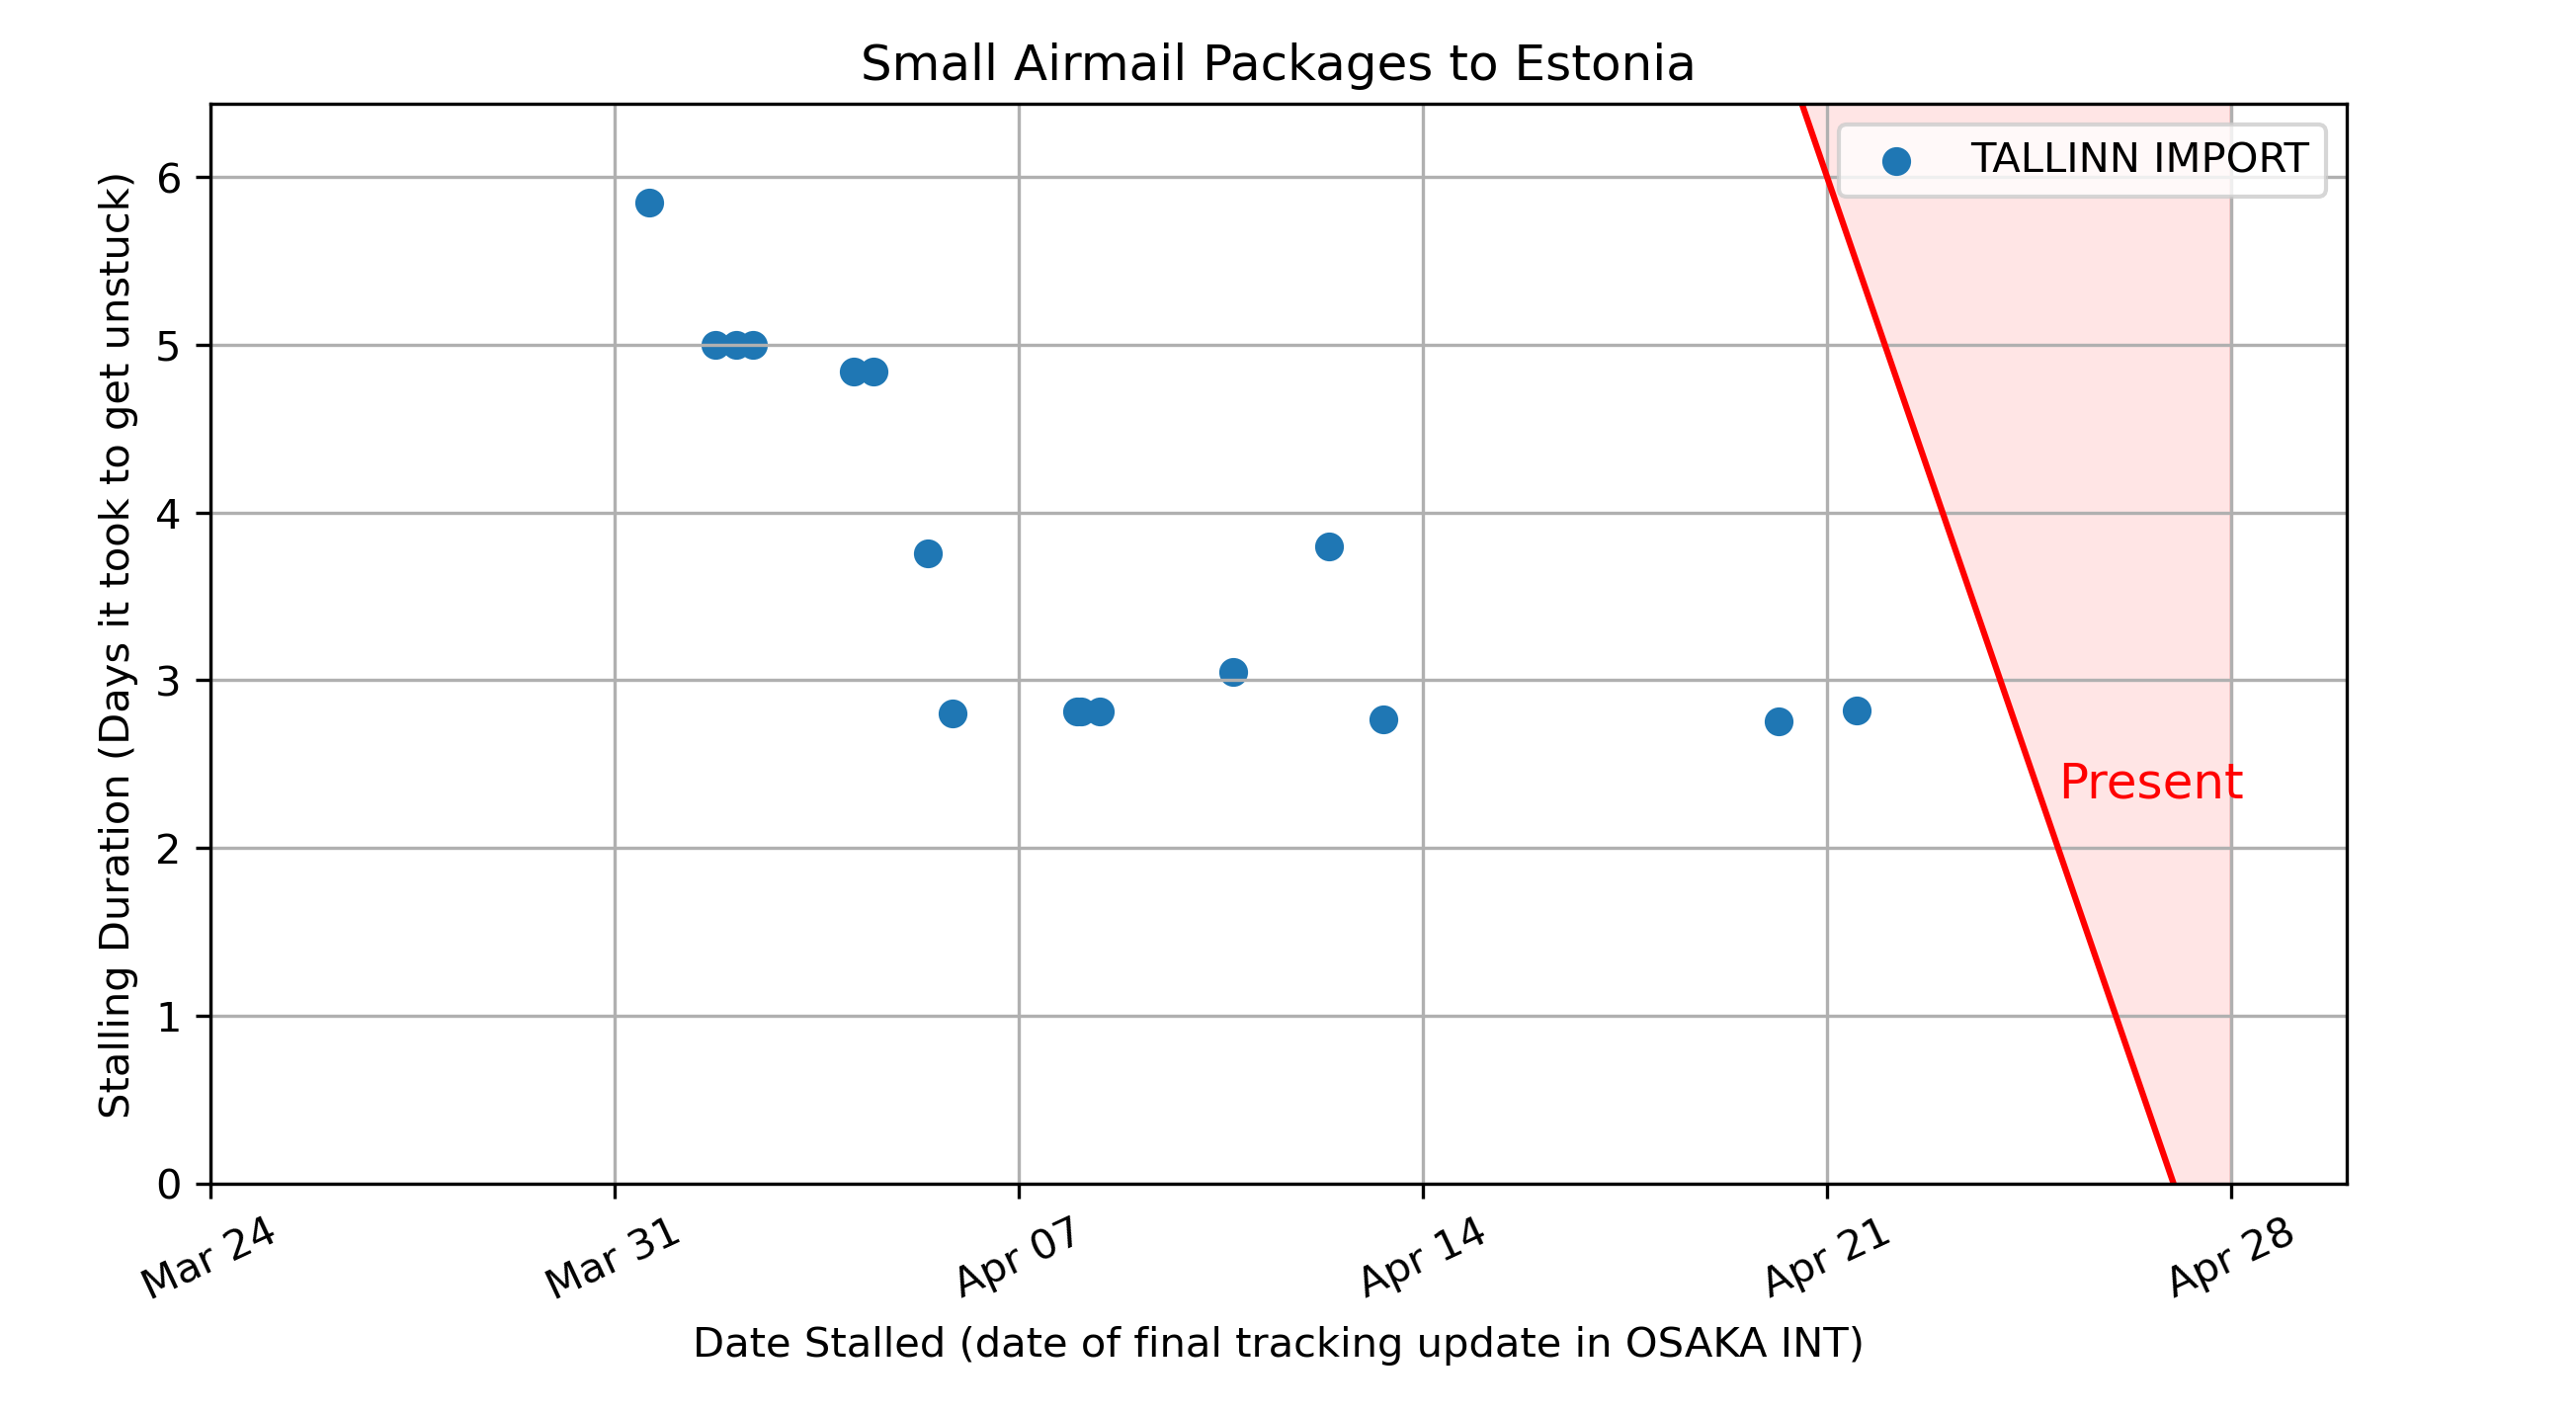 Small Airmail Packages to Estonia
TALLINN IMPORT
Stalling Duration (Days it took to get unstuck)
6
5
4
3
2
1
0
Present
Mar 24
Mar 31
Apr 07
Apr 14
Apr 21
Apr 28
Date Stalled (date of final tracking update in OSAKA INT)